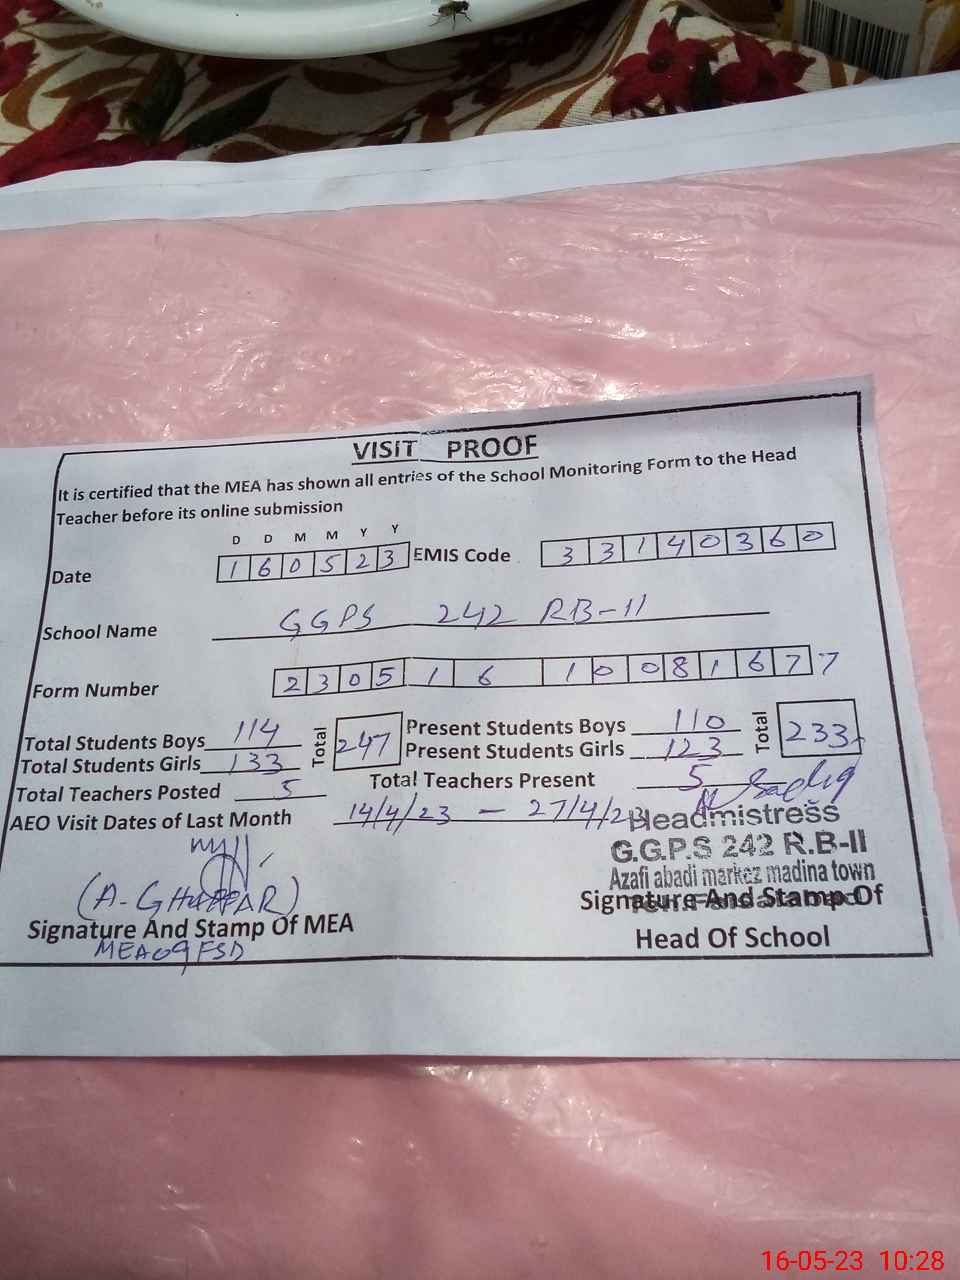 VISIT PROOF
It is certified that the MEA has shown all entries of the School Monitoring Form to the Head
Teacher before its online submission
D D M M Y Y
Date 1 6 0 5 2 3 EMIS Code 3 3 1 4 0 3 6 0
School Name GGPS 242 RB-II
Form Number 2 3 0 5 1 6 1 0 0 8 1 6 7 7
Total Students Boys 114 Total 247 Present Students Boys 110 Total 233
Total Students Girls 133 Present Students Girls 123
Total Teachers Posted 5 Total Teachers Present 5
AEO Visit Dates of Last Month 14/4/23 - 27/4/23
Headmistress
G.G.P.S 242 R.B-II
Azafi abadi markez madina town
(A-GHAFFAR)
Signature And Stamp Of MEA
MEA09FSD
Signature And Stamp Of
Head Of School
16-05-23 10:28